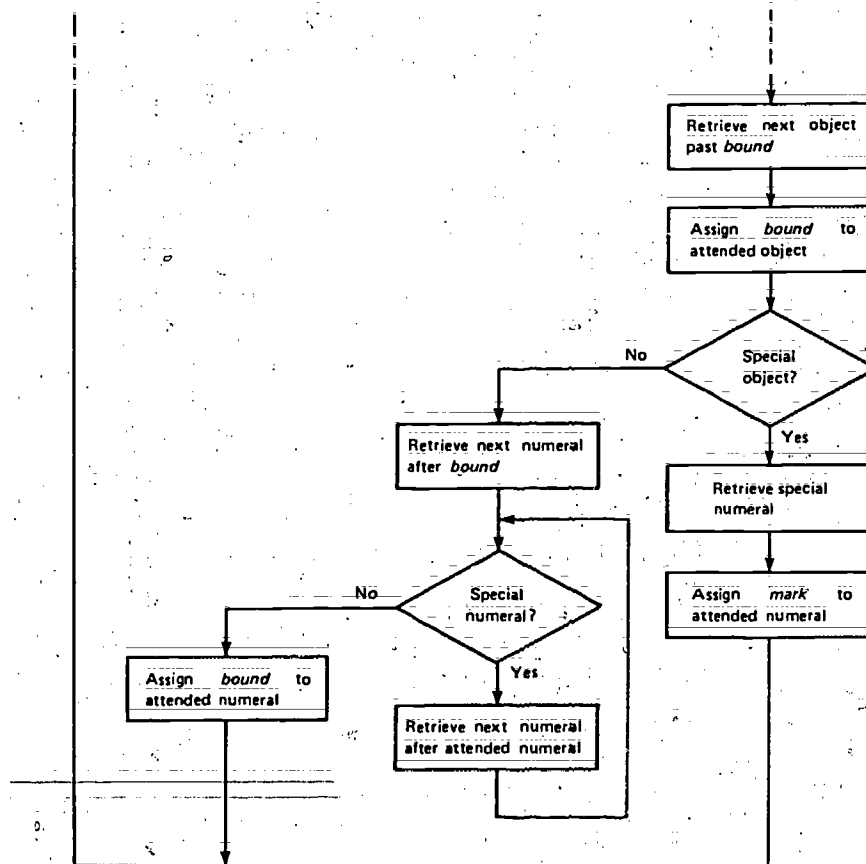 Retrieve next object
past bound
Assign bound to
attended object
Special
object?
No
Yes
Retrieve next numeral
after bound
Retrieve special
numeral
Special
numeral?
No
Yes
Assign mark to
attended numeral
Assign bound to
attended numeral
Retrieve next numeral
after attended numeral